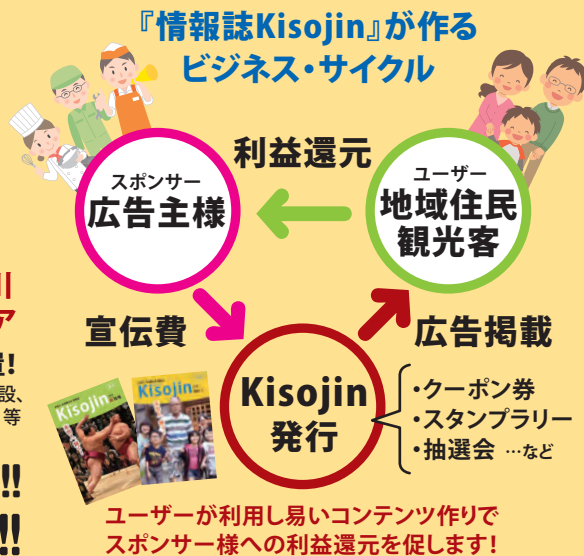 『情報誌Kisojin』が作る
ビジネス・サイクル
利益還元
スポンサー
広告主様
ユーザー
地域住民
観光客
宣伝費
広告掲載
Kisojin
発行
・クーポン券
・スタンプラリー
・抽選会 …など
Kisojin
Kisojin
ア
!
設、
等
!!
!!
ユーザーが利用し易いコンテンツ作りで
スポンサー様への利益還元を促します!